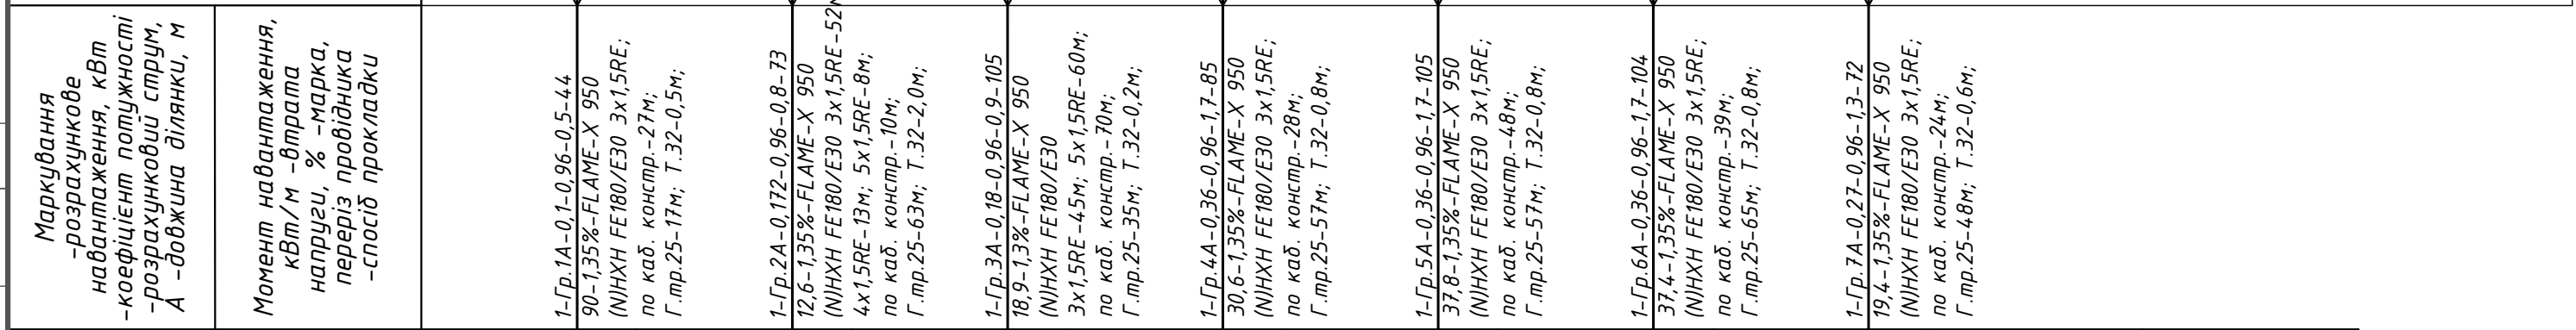 Маркування
-розрахункове
навантаження, кВт
-коефіцієнт потужності
-розрахунковий струм,
А -довжина ділянки, м
Момент навантаження,
кВт/м -втрата
напруги, % -марка,
переріз провідника
-спосіб прокладки
1-Гр.1А-0,1-0,96-0,5-44
90-1,35%-FLAME-X 950
(N)HXH FE180/E30 3х1,5RE;
по каб. констр.-27м;
Г.тр.25-17м; Т.32-0,5м;
1-Гр.2А-0,172-0,96-0,8-73
12,6-1,35%-FLAME-X 950
(N)HXH FE180/E30 3х1,5RE-52м
4х1,5RE-13м; 5х1,5RE-8м;
по каб. констр.-10м;
Г.тр.25-63м; Т.32-2,0м;
1-Гр.3А-0,18-0,96-0,9-105
18,9-1,3%-FLAME-X 950
(N)HXH FE180/E30
3х1,5RE-45м; 5х1,5RE-60м;
по каб. констр.-70м;
Г.тр.25-35м; Т.32-0,2м;
1-Гр.4А-0,36-0,96-1,7-85
30,6-1,35%-FLAME-X 950
(N)HXH FE180/E30 3х1,5RE;
по каб. констр.-28м;
Г.тр.25-57м; Т.32-0,8м;
1-Гр.5А-0,36-0,96-1,7-105
37,8-1,35%-FLAME-X 950
(N)HXH FE180/E30 3х1,5RE;
по каб. констр.-48м;
Г.тр.25-57м; Т.32-0,8м;
1-Гр.6А-0,36-0,96-1,7-104
37,4-1,35%-FLAME-X 950
(N)HXH FE180/E30 3х1,5RE;
по каб. констр.-39м;
Г.тр.25-65м; Т.32-0,8м;
1-Гр.7А-0,27-0,96-1,3-72
19,4-1,35%-FLAME-X 950
(N)HXH FE180/E30 3х1,5RE;
по каб. констр.-24м;
Г.тр.25-48м; Т.32-0,6м;